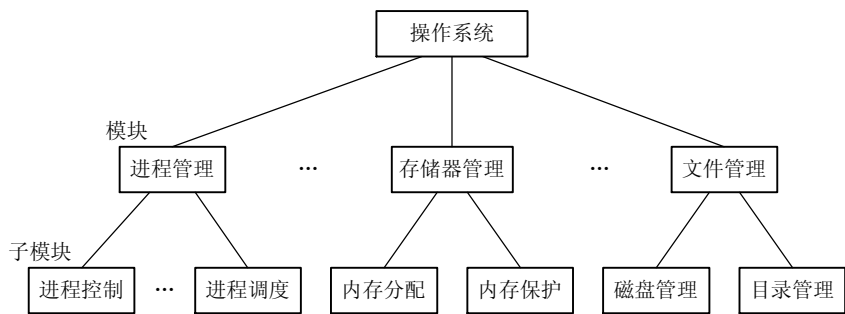 操作系统
模块
进程管理
…
存储器管理
…
文件管理
子模块
进程控制
…
进程调度
内存分配
内存保护
磁盘管理
目录管理